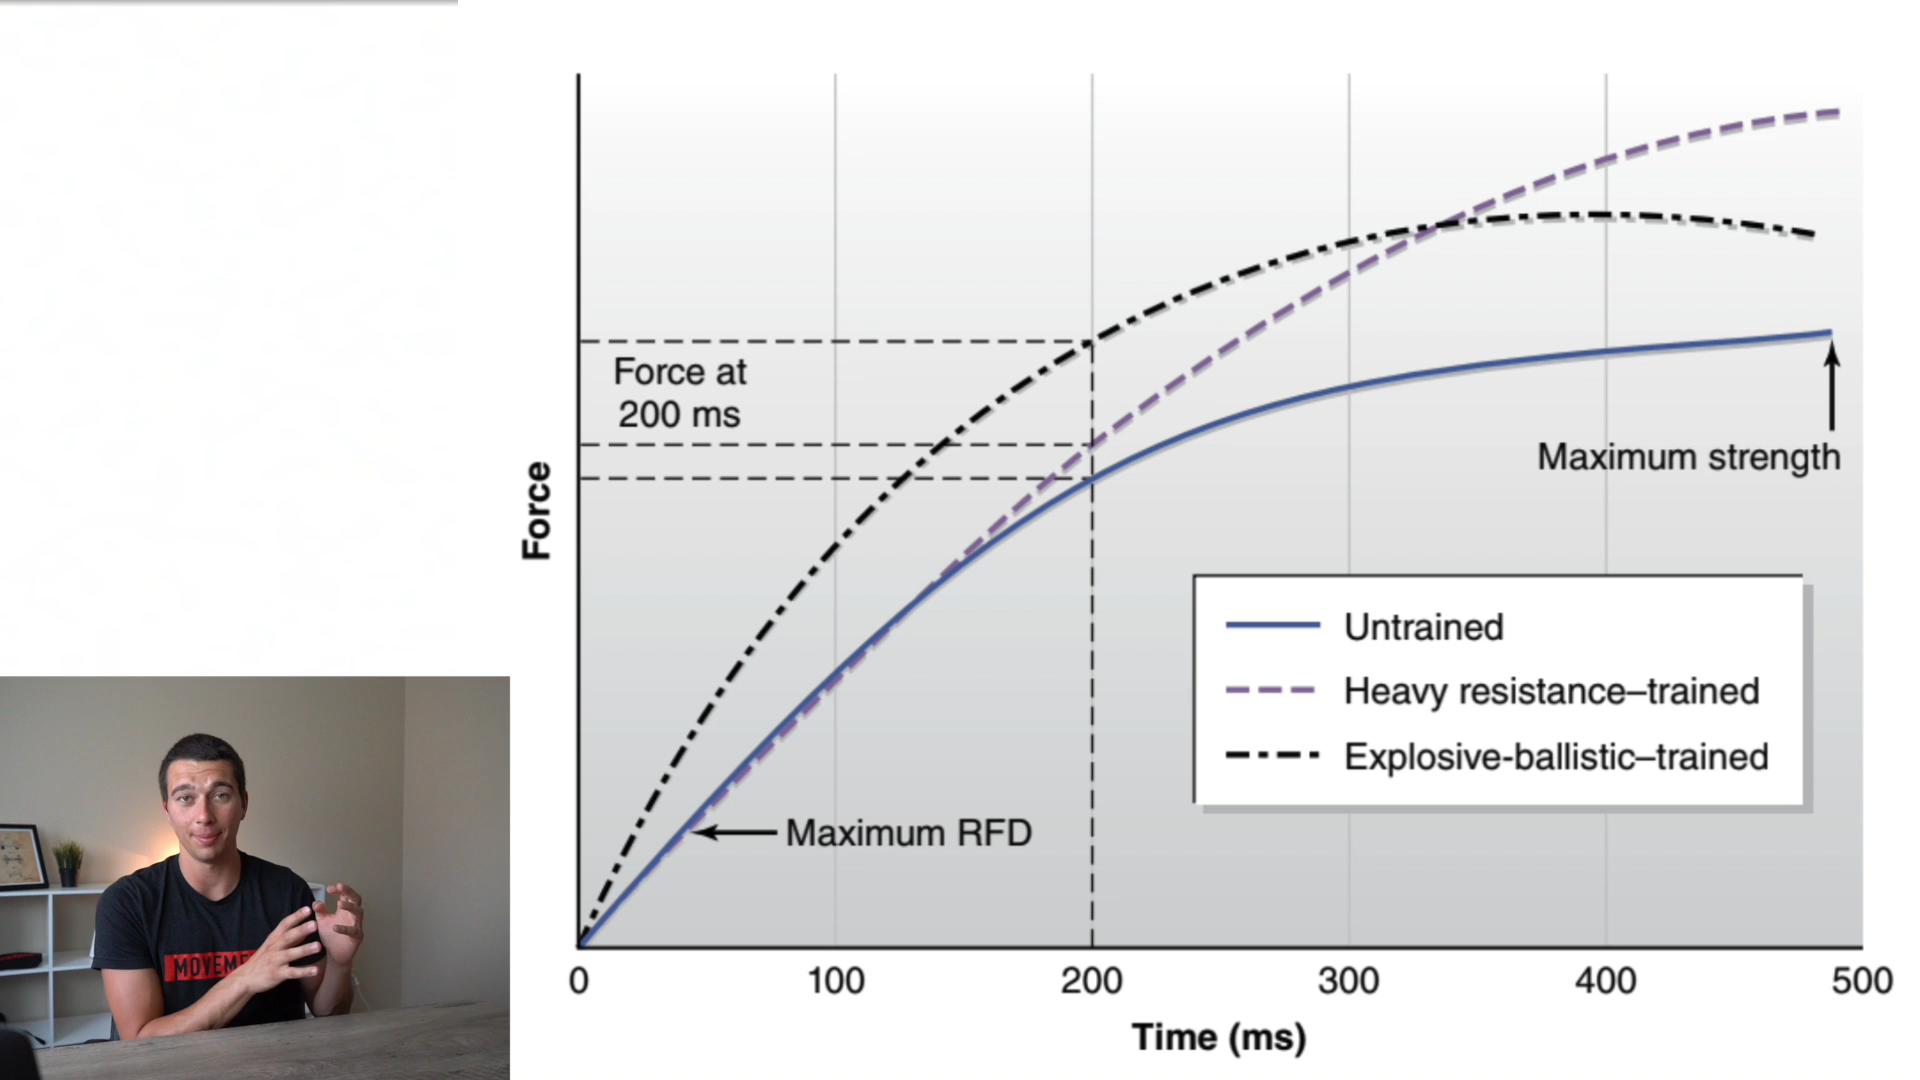 Force at
200 ms
Force
Maximum strength
Untrained
Heavy resistance–trained
Explosive-ballistic–trained
Maximum RFD
0 100 200 300 400 500
Time (ms)
MOVEME